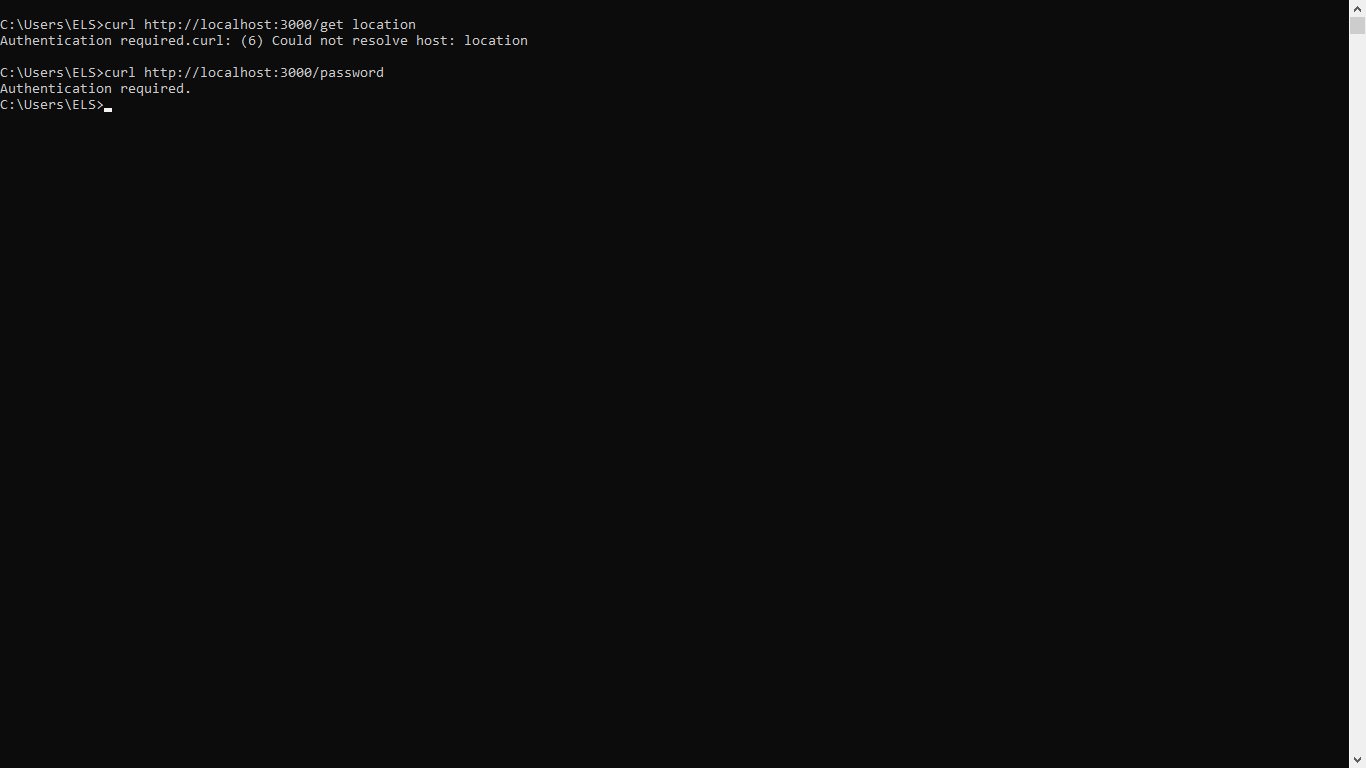 C:\Users\ELS>curl http://localhost:3000/get location
Authentication required.curl: (6) Could not resolve host: location
C:\Users\ELS>curl http://localhost:3000/password
Authentication required.
C:\Users\ELS>